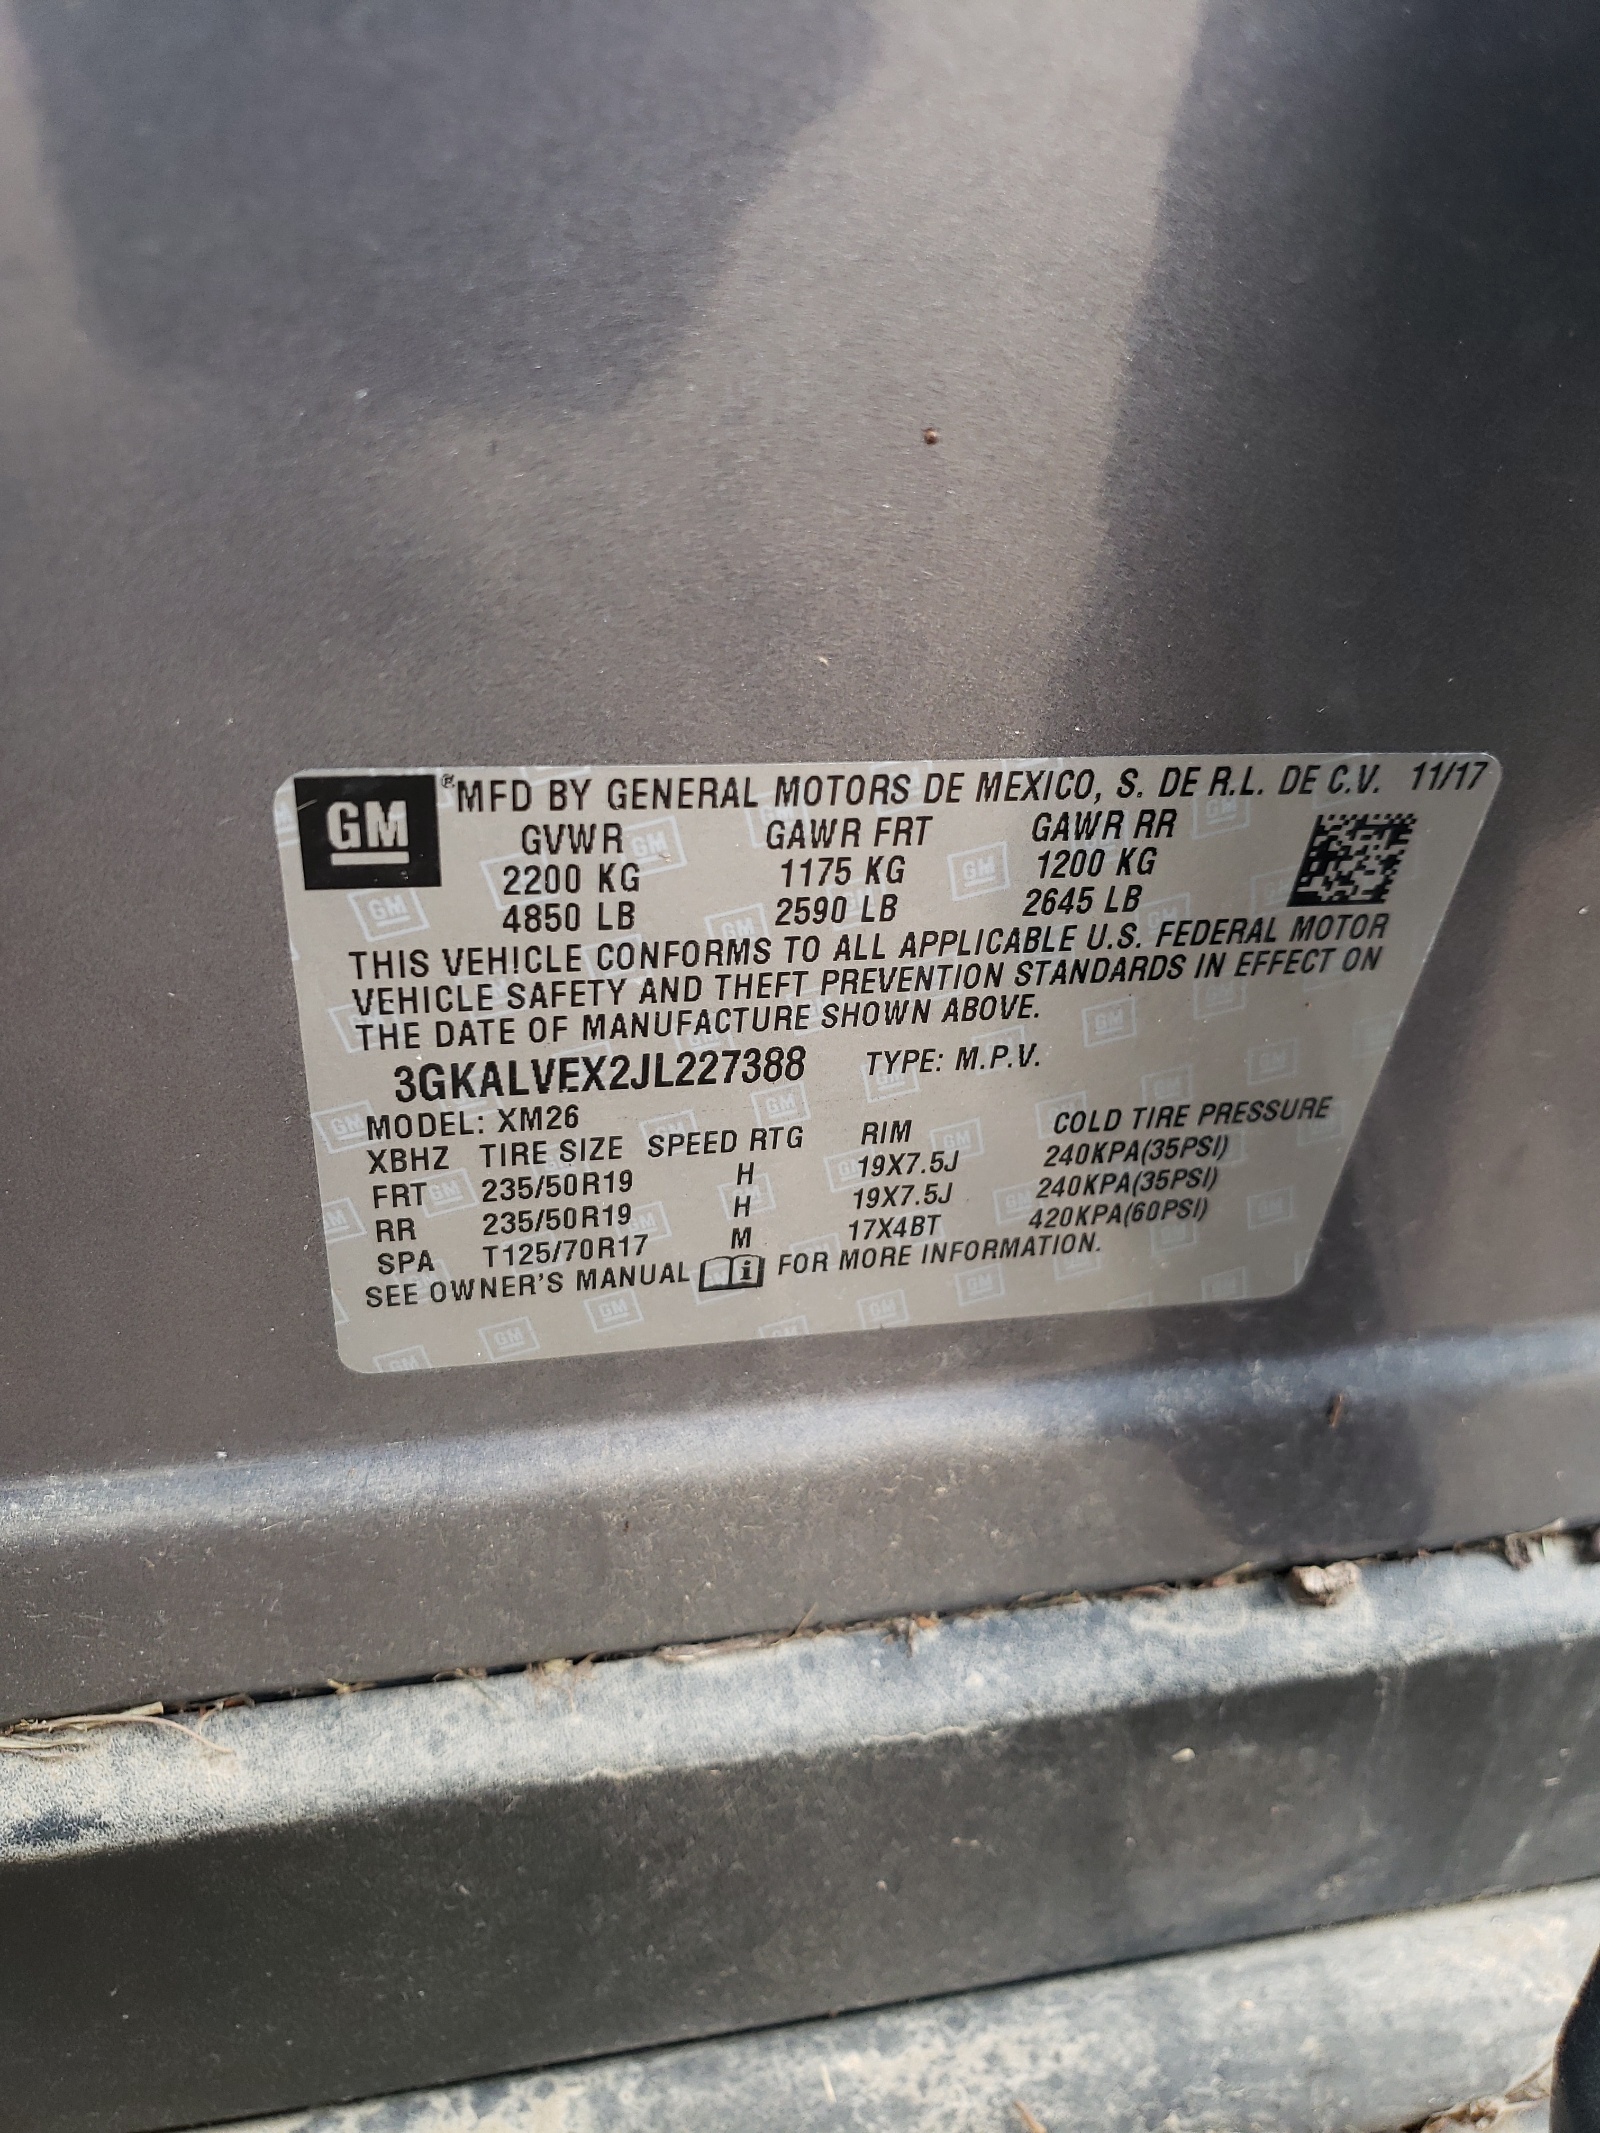 GM ®MFD BY GENERAL MOTORS DE MEXICO, S. DE R.L. DE C.V. 11/17
GVWR GAWR FRT GAWR RR
2200 KG 1175 KG 1200 KG
4850 LB 2590 LB 2645 LB
THIS VEHICLE CONFORMS TO ALL APPLICABLE U.S. FEDERAL MOTOR
VEHICLE SAFETY AND THEFT PREVENTION STANDARDS IN EFFECT ON
THE DATE OF MANUFACTURE SHOWN ABOVE.
3GKALVEX2JL227388 TYPE: M.P.V.
MODEL: XM26
XBHZ TIRE SIZE SPEED RTG RIM COLD TIRE PRESSURE
FRT 235/50R19 H 19X7.5J 240KPA(35PSI)
RR 235/50R19 H 19X7.5J 240KPA(35PSI)
SPA T125/70R17 M 17X4BT 420KPA(60PSI)
SEE OWNER'S MANUAL i FOR MORE INFORMATION.